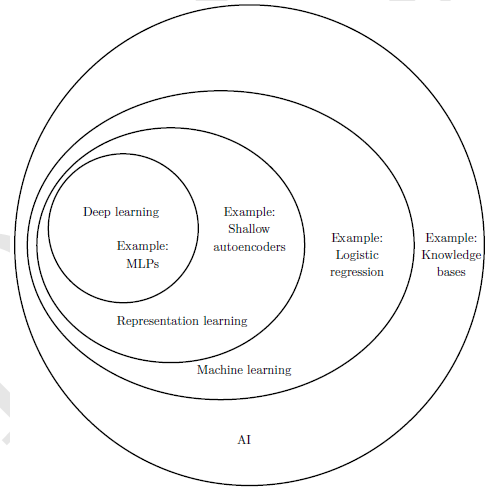 Deep learning
Example:
MLPs
Example:
Shallow
autoencoders
Example:
Logistic
regression
Example:
Knowledge
bases
Representation learning
Machine learning
AI